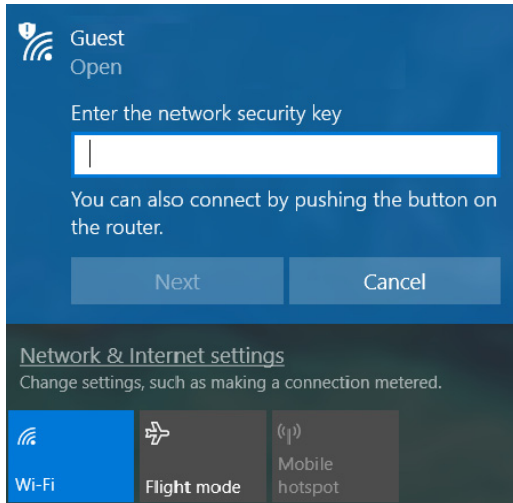 Guest
Open
Enter the network security key
You can also connect by pushing the button on
the router.
Next
Cancel
Network & Internet settings
Change settings, such as making a connection metered.
Wi-Fi
Flight mode
Mobile
hotspot